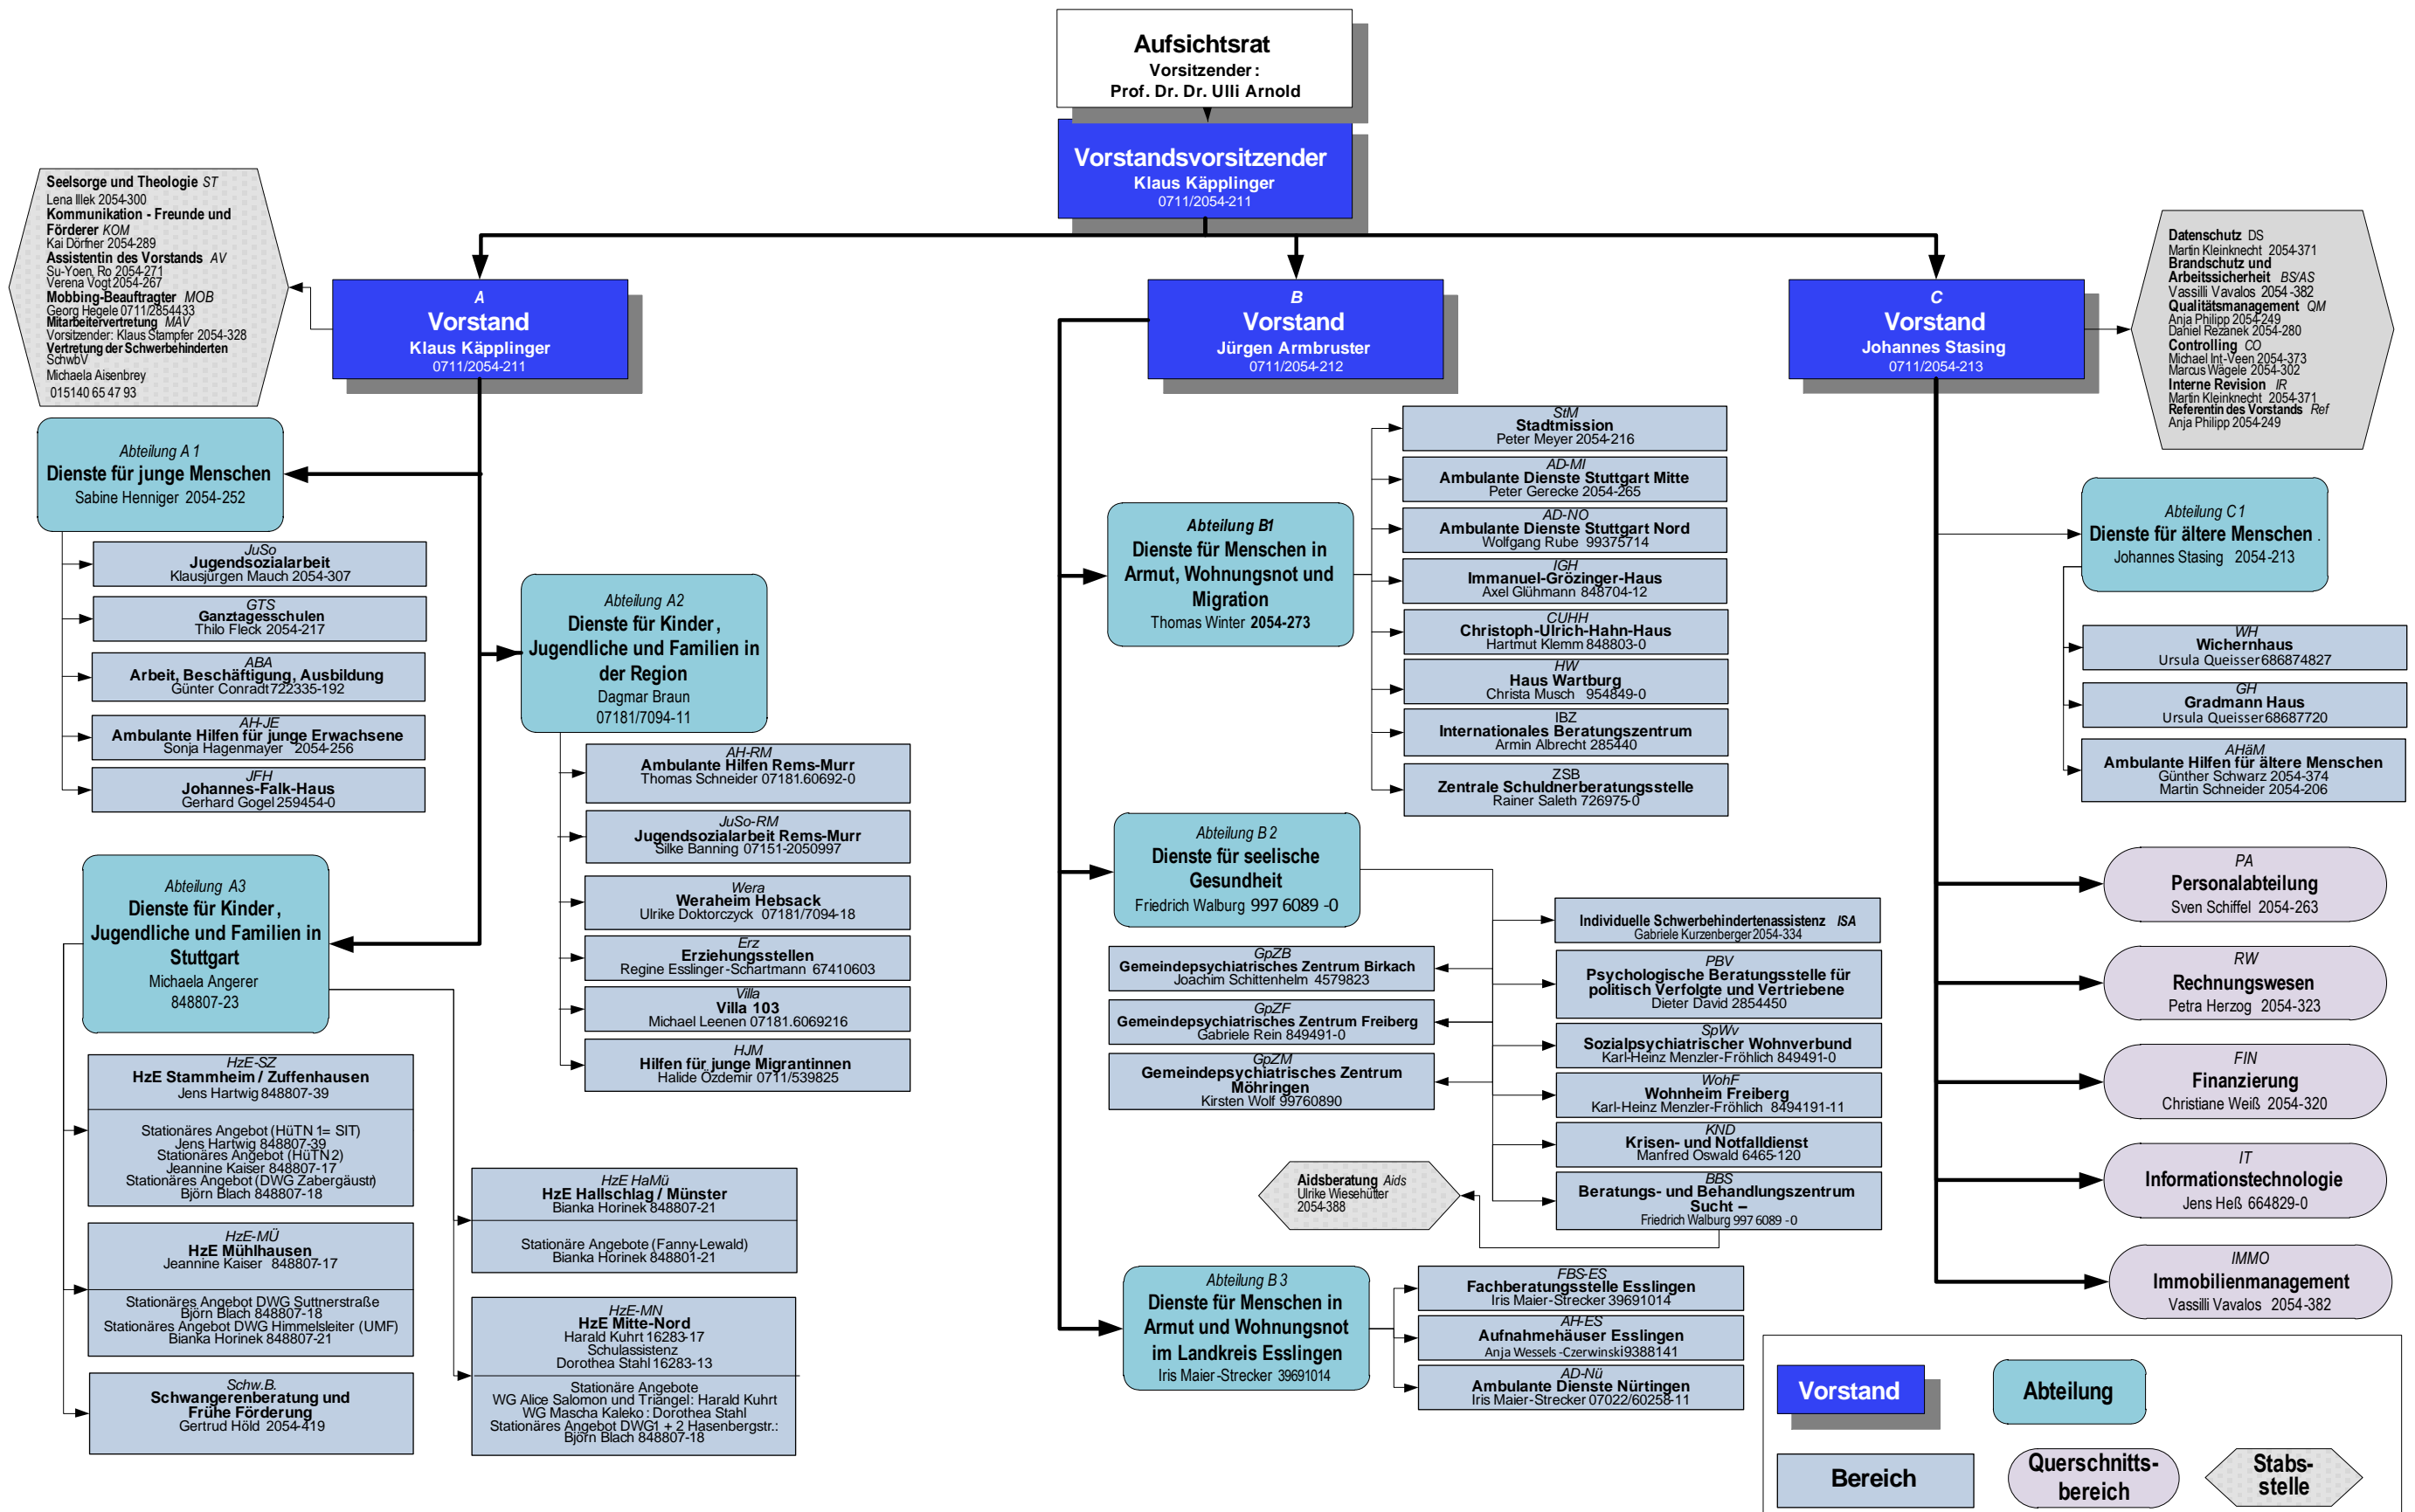 Aufsichtsrat
Vorsitzender :
Prof. Dr. Dr. Ulli Arnold
Vorstandsvorsitzender
Klaus Käpplinger
0711/2054-211
Seelsorge und Theologie ST
Lena Illek 2054-300
Kommunikation - Freunde und
Förderer KOM
Kai Dörfner 2054-289
Assistentin des Vorstands AV
Su-Yoen Ro 2054-271
Verena Vogt 2054-267
Mobbing-Beauftragter MOB
Georg Hegele 0711/2854433
Mitarbeitervertretung MAV
Vorsitzender: Klaus Stampfer 2054-328
Vertretung der Schwerbehinderten
SchwbV
Michaela Aisenbrey
015140 65 47 93
A
Vorstand
Klaus Käpplinger
0711/2054-211
B
Vorstand
Jürgen Armbruster
0711/2054-212
C
Vorstand
Johannes Stasing
0711/2054-213
Datenschutz DS
Martin Kleinknecht 2054-371
Brandschutz und
Arbeitssicherheit BS/AS
Vassilli Vavalos 2054-382
Qualitätsmanagement QM
Anja Philipp 2054-249
Daniel Rezanek 2054-280
Controlling CO
Michael Int-Veen 2054-373
Marcus Wägele 2054-302
Interne Revision IR
Martin Kleinknecht 2054-371
Referentin des Vorstands Ref
Anja Philipp 2054-249
Abteilung A 1
Dienste für junge Menschen
Sabine Henniger 2054-252
JuSo
Jugendsozialarbeit
Klausjürgen Mauch 2054-307
GTS
Ganztagesschulen
Thilo Fleck 2054-217
ABA
Arbeit, Beschäftigung, Ausbildung
Günter Conradt 722335-192
AH-JE
Ambulante Hilfen für junge Erwachsene
Sonja Hagenmayer 2054-256
JFH
Johannes-Falk-Haus
Gerhard Gogel 259454-0
Abteilung A2
Dienste für Kinder ,
Jugendliche und Familien in
der Region
Dagmar Braun
07181/7094-11
AH-RM
Ambulante Hilfen Rems-Murr
Thomas Schneider 07181.60692-0
JuSo-RM
Jugendsozialarbeit Rems-Murr
Silke Banning 07151-2050997
Wera
Weraheim Hebsack
Ulrike Doktorczyck 07181/7094-18
Erz
Erziehungsstellen
Regine Esslinger-Schartmann 67410603
Villa
Villa 103
Michael Leenen 07181.6069216
HJM
Hilfen für junge Migrantinnen
Halide Özdemir 0711/539825
Abteilung A3
Dienste für Kinder ,
Jugendliche und Familien in
Stuttgart
Michaela Angerer
848807-23
HzE-SZ
HzE Stammheim / Zuffenhausen
Jens Hartwig 848807-39
Stationäres Angebot (HüTN 1= SIT)
Jens Hartwig 848807-39
Stationäres Angebot (HüTN2)
Jeannine Kaiser 848807-17
Stationäres Angebot (DWG Zabergäustr)
Björn Blach 848807-18
HzE-MÜ
HzE Mühlhausen
Jeannine Kaiser 848807-17
Stationäres Angebot DWG Suttnerstraße
Björn Blach 848807-18
Stationäres Angebot DWG Himmelsleiter (UMF)
Bianka Horinek 848807-21
Schw.B.
Schwangerenberatung und
Frühe Förderung
Gertrud Höld 2054-419
HzE HaMü
HzE Hallschlag / Münster
Bianka Horinek 848807-21
Stationäre Angebote (Fanny-Lewald)
Bianka Horinek 848801-21
HzE-MN
HzE Mitte-Nord
Harald Kuhrt 16283-17
Schulassistenz
Dorothea Stahl 16283-13
Stationäre Angebote
WG Alice Salomon und Triangel: Harald Kuhrt
WG Mascha Kaleko : Dorothea Stahl
Stationäres Angebot DWG1 + 2 Hasenbergstr.:
Björn Blach 848807-18
Abteilung B1
Dienste für Menschen in
Armut, Wohnungsnot und
Migration
Thomas Winter 2054-273
StM
Stadtmission
Peter Meyer 2054-216
AD-MI
Ambulante Dienste Stuttgart Mitte
Peter Gerecke 2054-265
AD-NO
Ambulante Dienste Stuttgart Nord
Wolfgang Rube 99375714
IGH
Immanuel-Grözinger-Haus
Axel Glühmann 848704-12
CUHH
Christoph-Ulrich-Hahn-Haus
Hartmut Klemm 848803-0
HW
Haus Wartburg
Christa Musch 954849-0
IBZ
Internationales Beratungszentrum
Armin Albrecht 285440
ZSB
Zentrale Schuldnerberatungsstelle
Rainer Saleth 726975-0
Abteilung B 2
Dienste für seelische
Gesundheit
Friedrich Walburg 997 6089 -0
GpZB
Gemeindepsychiatrisches Zentrum Birkach
Joachim Schittenhelm 4579823
GpZF
Gemeindepsychiatrisches Zentrum Freiberg
Gabriele Rein 849491-0
GpZM
Gemeindepsychiatrisches Zentrum
Möhringen
Kirsten Wolf 99760890
Individuelle Schwerbehindertenassistenz ISA
Gabriele Kurzenberger 2054-334
PBV
Psychologische Beratungsstelle für
politisch Verfolgte und Vertriebene
Dieter David 2854450
SpWv
Sozialpsychiatrischer Wohnverbund
Karl-Heinz Menzler-Fröhlich 849491-0
WohF
Wohnheim Freiberg
Karl-Heinz Menzler-Fröhlich 8494191-11
KND
Krisen- und Notfalldienst
Manfred Oswald 6465-120
BBS
Beratungs- und Behandlungszentrum
Sucht –
Friedrich Walburg 997 6089 -0
Aidsberatung Aids
Ulrike Wiesehütter
2054-388
Abteilung B 3
Dienste für Menschen in
Armut und Wohnungsnot
im Landkreis Esslingen
Iris Maier-Strecker 39691014
FBS-ES
Fachberatungsstelle Esslingen
Iris Maier-Strecker 39691014
AH-ES
Aufnahmehäuser Esslingen
Anja Wessels -Czerwinski 9388141
AD-Nü
Ambulante Dienste Nürtingen
Iris Maier-Strecker 07022/60258-11
Abteilung C1
Dienste für ältere Menschen .
Johannes Stasing 2054-213
WH
Wichernhaus
Ursula Queisser 686874827
GH
Gradmann Haus
Ursula Queisser 68687720
AHäM
Ambulante Hilfen für ältere Menschen
Günther Schwarz 2054-374
Martin Schneider 2054-206
PA
Personalabteilung
Sven Schiffel 2054-263
RW
Rechnungswesen
Petra Herzog 2054-323
FIN
Finanzierung
Christiane Weiß 2054-320
IT
Informationstechnologie
Jens Heß 664829-0
IMMO
Immobilienmanagement
Vassilli Vavalos 2054-382
Vorstand
Abteilung
Bereich
Querschnitts-
bereich
Stabs-
stelle